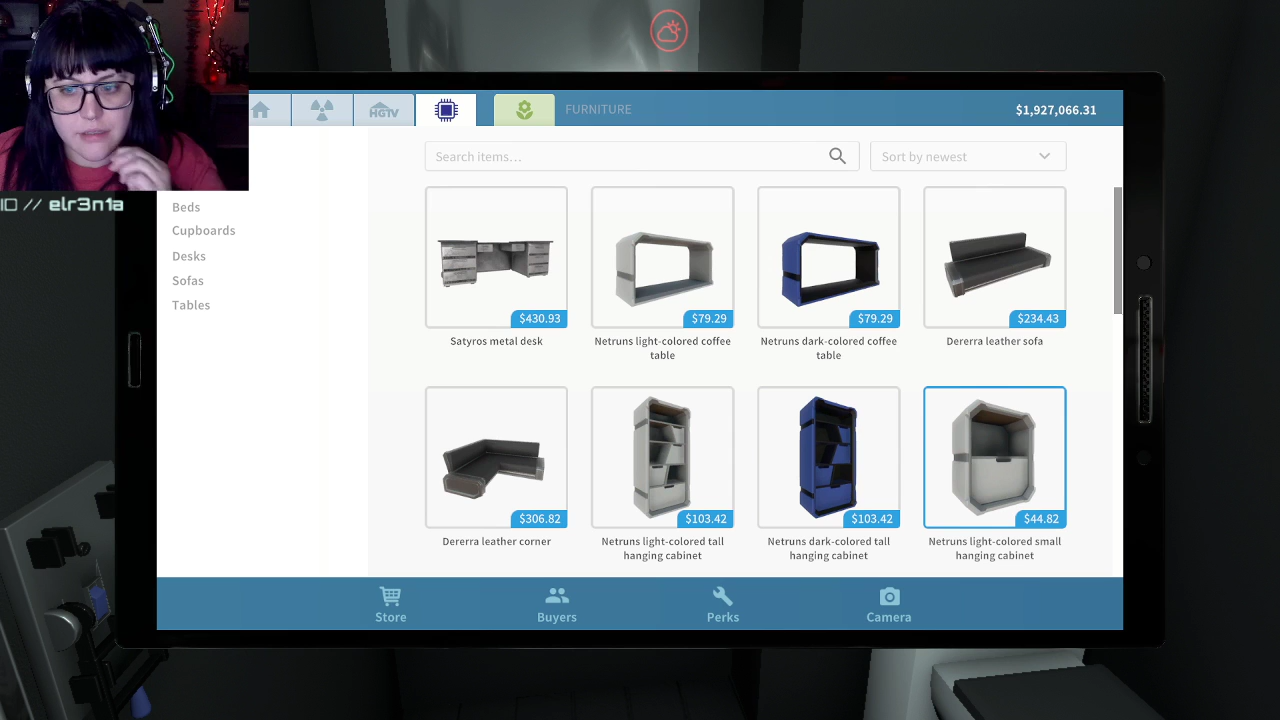 HGTV
FURNITURE
$1,927,066.31
Search items...
Sort by newest
ID // elr3n1a
Beds
Cupboards
Desks
Sofas
Tables
$430.93
$79.29
$79.29
$234.43
Satyros metal desk
Netruns light-colored coffee
table
Netruns dark-colored coffee
table
Dererra leather sofa
$306.82
$103.42
$103.42
$44.82
Dererra leather corner
Netruns light-colored tall
hanging cabinet
Netruns dark-colored tall
hanging cabinet
Netruns light-colored small
hanging cabinet
Store
Buyers
Perks
Camera